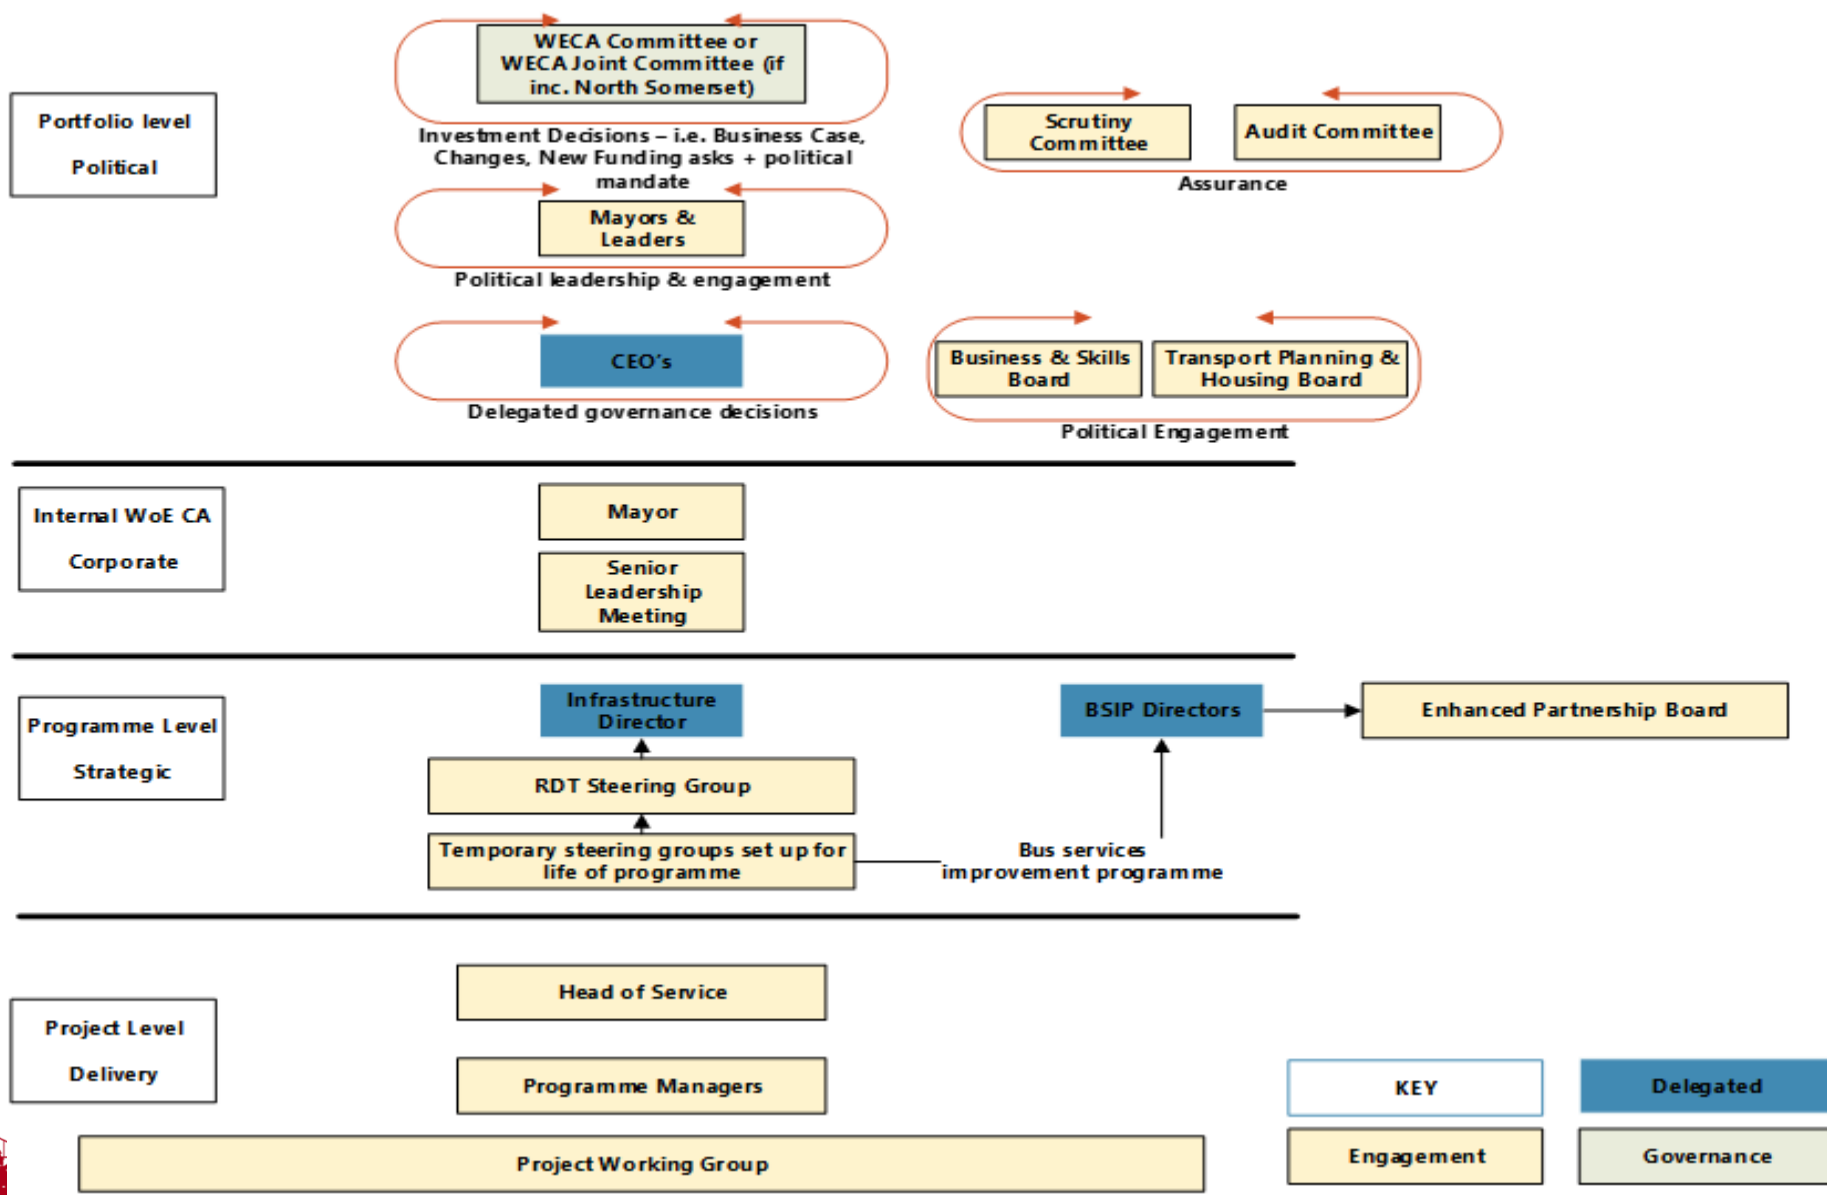 WECA Committee or
WECA Joint Committee (if
inc. North Somerset)
Portfolio level
Political
Investment Decisions – i.e. Business Case,
Changes, New Funding asks + political
mandate
Scrutiny
Committee
Audit Committee
Assurance
Mayors &
Leaders
Political leadership & engagement
CEO's
Delegated governance decisions
Business & Skills
Board
Transport Planning &
Housing Board
Political Engagement
Internal WoE CA
Corporate
Mayor
Senior
Leadership
Meeting
Programme Level
Strategic
Infrastructure
Director
BSIP Directors
Enhanced Partnership Board
RDT Steering Group
Temporary steering groups set up for
life of programme
Bus services
improvement programme
Project Level
Delivery
Head of Service
Programme Managers
Project Working Group
KEY
Delegated
Engagement
Governance